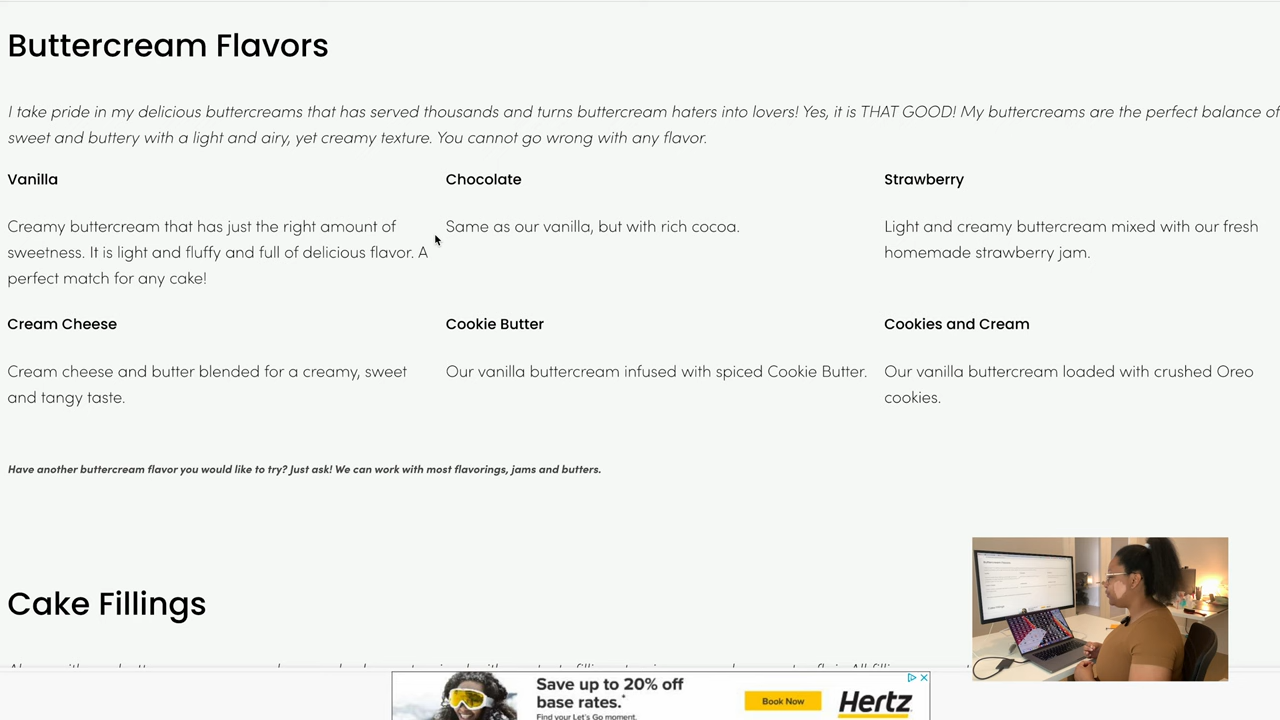 Buttercream Flavors
I take pride in my delicious buttercreams that has served thousands and turns buttercream haters into lovers! Yes, it is THAT GOOD! My buttercreams are the perfect balance of
sweet and buttery with a light and airy, yet creamy texture. You cannot go wrong with any flavor.
Vanilla
Creamy buttercream that has just the right amount of
sweetness. It is light and fluffy and full of delicious flavor. A
perfect match for any cake!
Chocolate
Same as our vanilla, but with rich cocoa.
Strawberry
Light and creamy buttercream mixed with our fresh
homemade strawberry jam.
Cream Cheese
Cream cheese and butter blended for a creamy, sweet
and tangy taste.
Cookie Butter
Our vanilla buttercream infused with spiced Cookie Butter.
Cookies and Cream
Our vanilla buttercream loaded with crushed Oreo
cookies.
Have another buttercream flavor you would like to try? Just ask! We can work with most flavorings, jams and butters.
Cake Fillings
Save up to 20% off
base rates.*
Find your Let's Go moment.
Book Now
Hertz